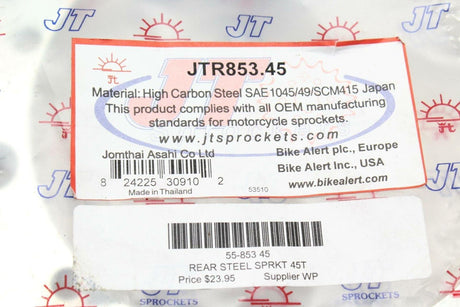 JT
JT
Jt
JTR853.45
Material: High Carbon Steel SAE1045/49/SCM415 Japan
This product complies with all OEM manufacturing
standards for motorcycle sprockets.
www.jtsprockets.com
Jomthai Asahi Co Ltd
Bike Alert plc., Europe
Bike Alert Inc., USA
www.bikealert.com
8 24225 30910 2
Made in Thailand
53510
JT
Jt
JT
55-853 45
REAR STEEL SPRKT 45T
Price $23.95 Supplier WP
JT
SPROCKETS
JT
SPROCKETS